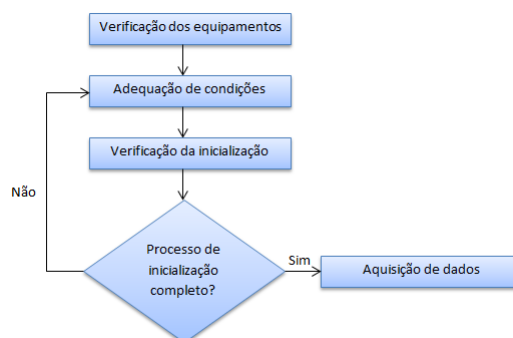 Verificação dos equipamentos
Adequação de condições
Verificação da inicialização
Não
Processo de
inicialização
completo?
Sim
Aquisição de dados